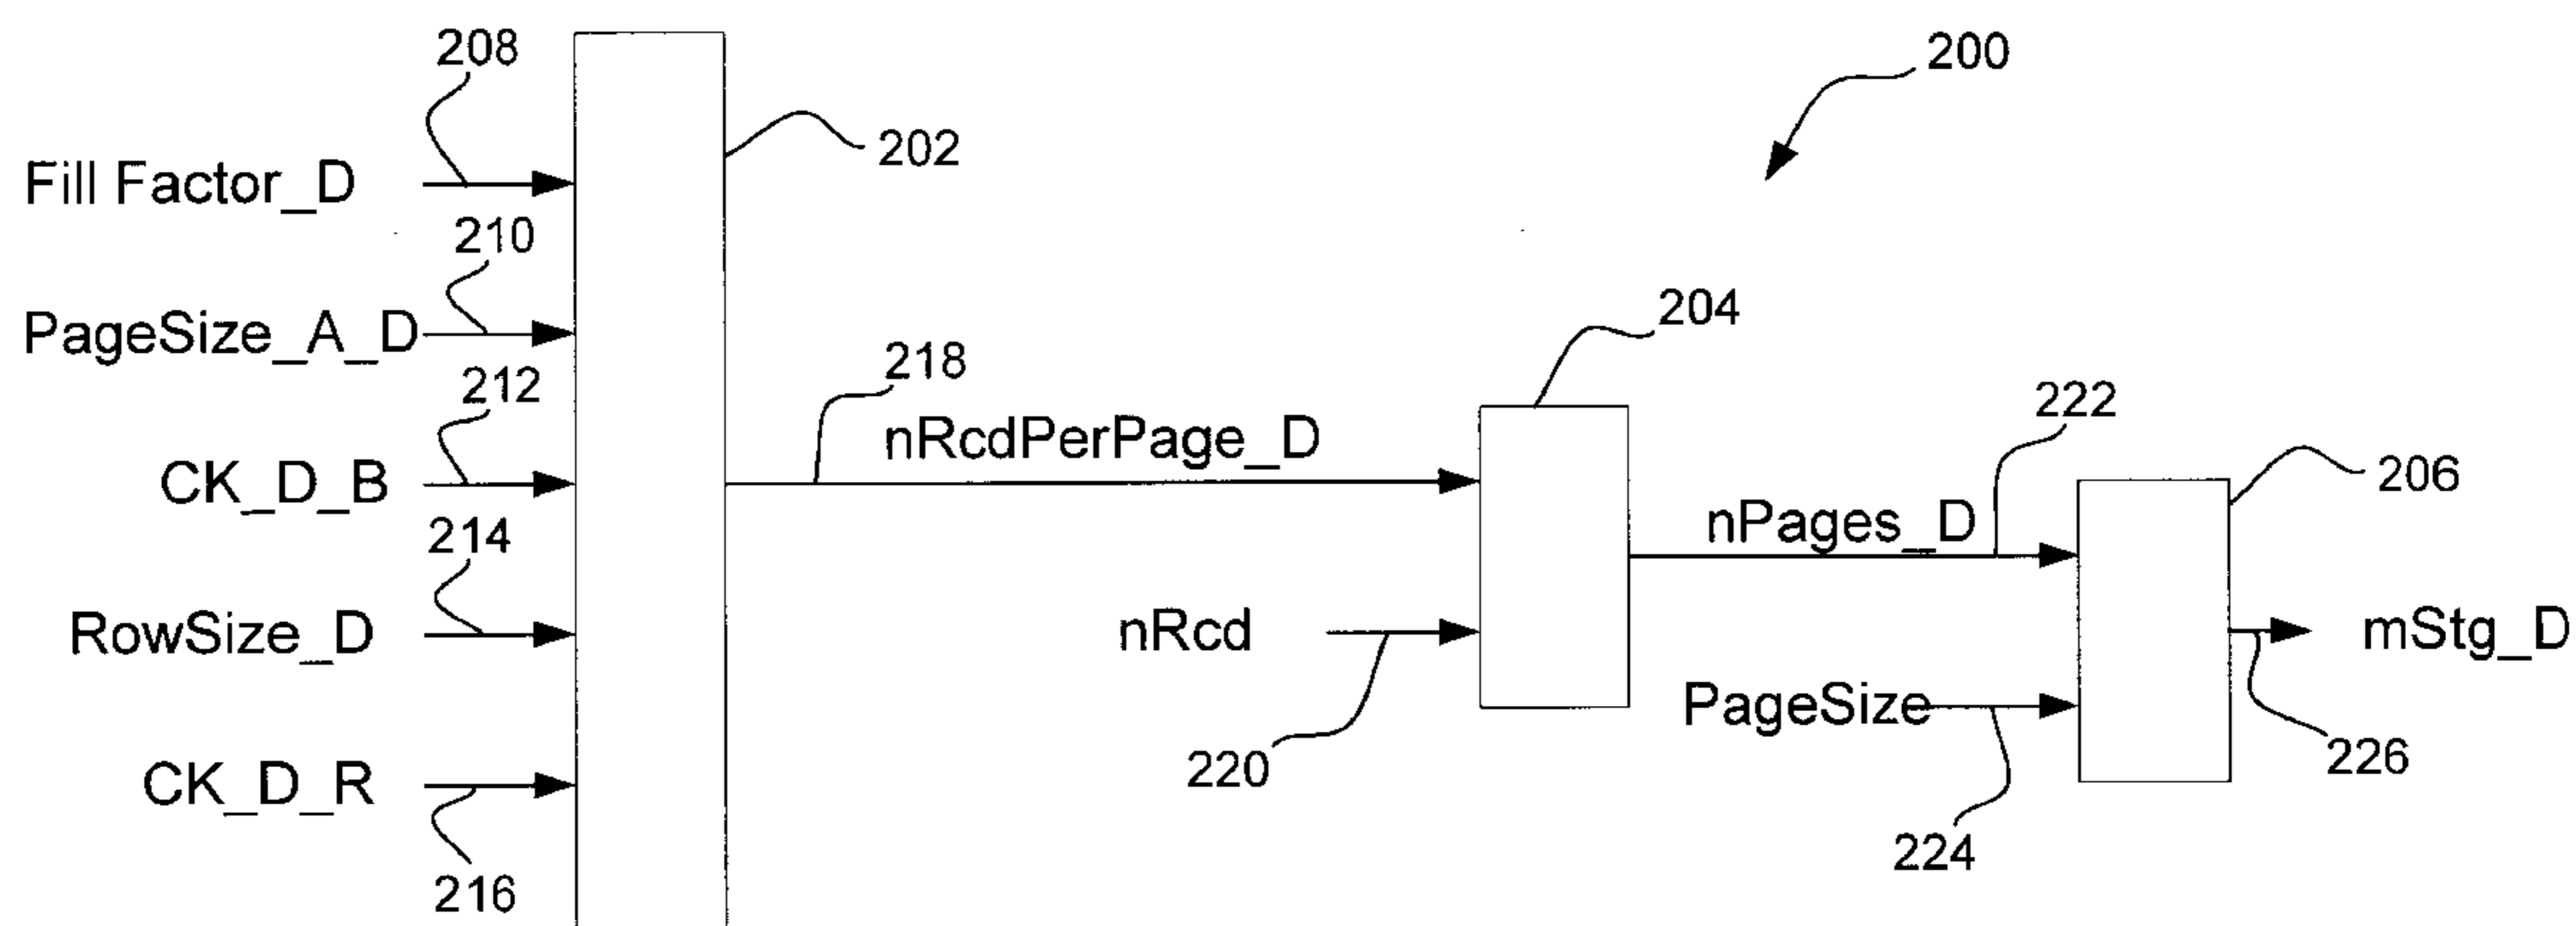 208
200
202
Fill Factor_D
210
PageSize_A_D
204
212
218
222
nRcdPerPage_D
CK_D_B
206
214
nPages_D
RowSize_D
nRcd
mStg_D
PageSize
220
226
CK_D_R
224
216